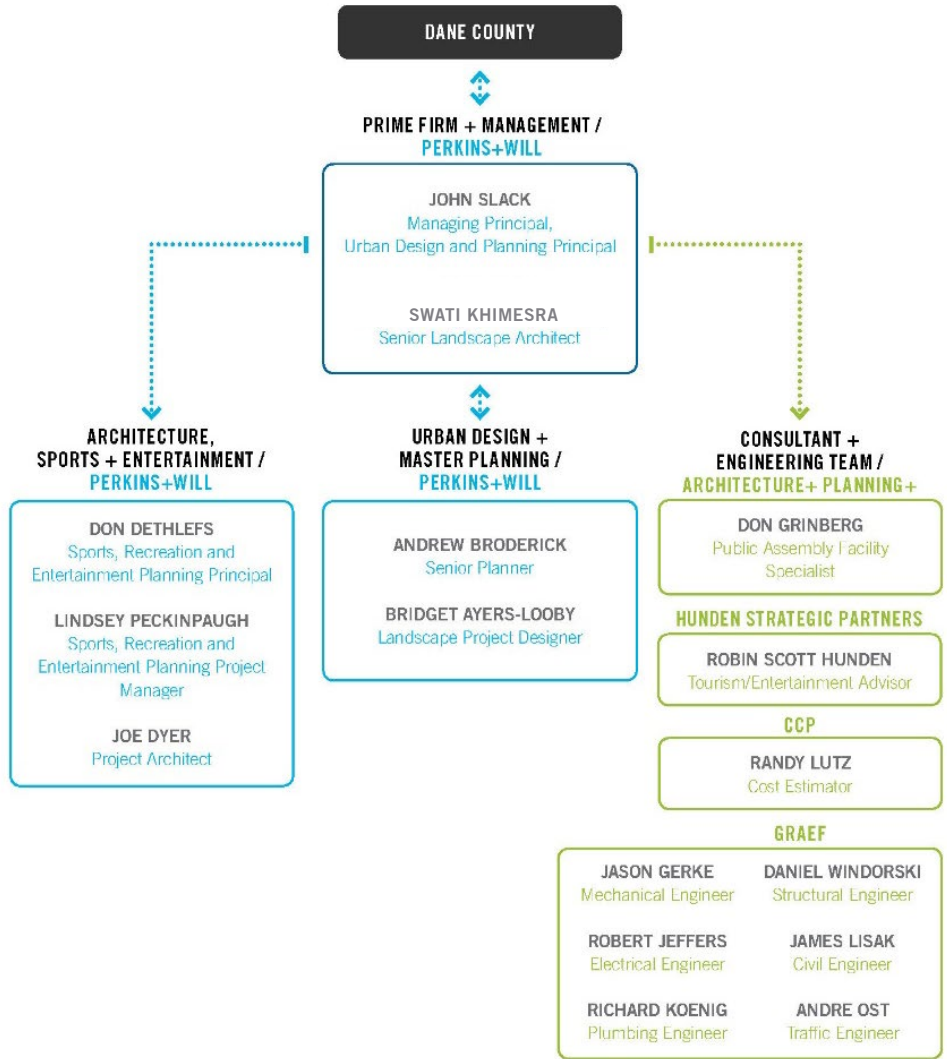 DANE COUNTY
PRIME FIRM + MANAGEMENT /
PERKINS+WILL
JOHN SLACK
Managing Principal,
Urban Design and Planning Principal
SWATI KHIMESRA
Senior Landscape Architect
ARCHITECTURE,
SPORTS + ENTERTAINMENT /
PERKINS+WILL
DON DETHLEFS
Sports, Recreation and
Entertainment Planning Principal
LINDSEY PECKINPAUGH
Sports, Recreation and
Entertainment Planning Project
Manager
JOE DYER
Project Architect
URBAN DESIGN +
MASTER PLANNING /
PERKINS+WILL
ANDREW BRODERICK
Senior Planner
BRIDGET AYERS-LOOBY
Landscape Project Designer
CONSULTANT +
ENGINEERING TEAM /
ARCHITECTURE+ PLANNING+
DON GRINBERG
Public Assembly Facility
Specialist
HUNDEN STRATEGIC PARTNERS
ROBIN SCOTT HUNDEN
Tourism/Entertainment Advisor
CCP
RANDY LUTZ
Cost Estimator
GRAEF
JASON GERKE
Mechanical Engineer
DANIEL WINDORSKI
Structural Engineer
ROBERT JEFFERS
Electrical Engineer
JAMES LISAK
Civil Engineer
RICHARD KOENIG
Plumbing Engineer
ANDRE OST
Traffic Engineer